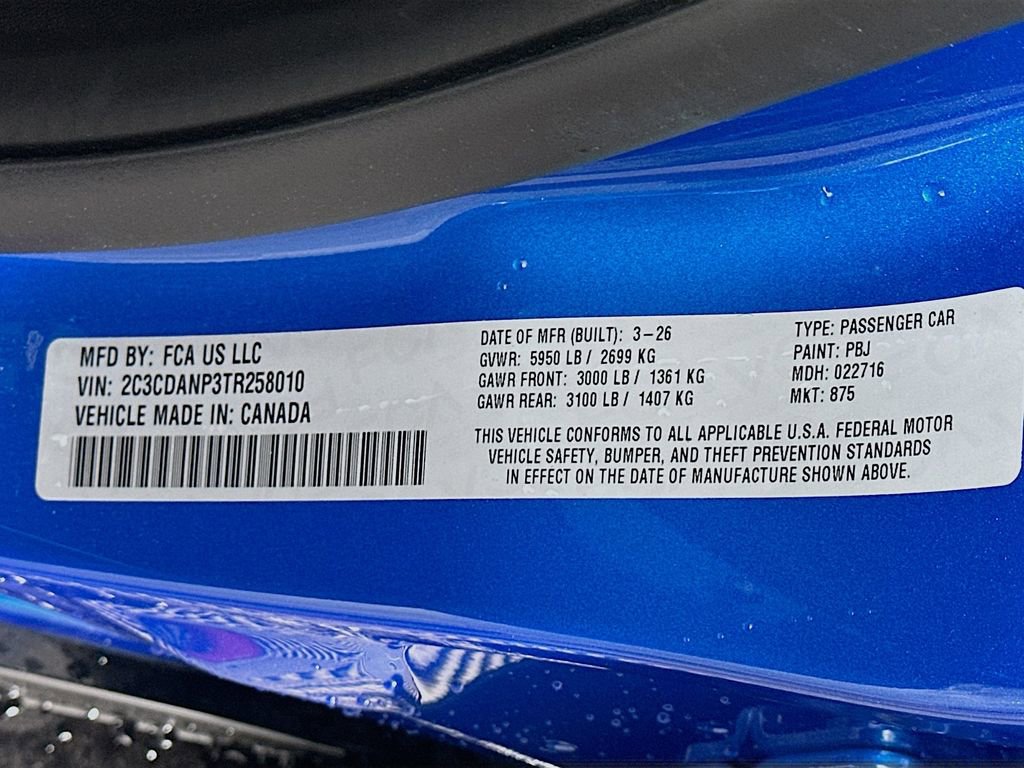 MFD BY: FCA US LLC
VIN: 2C3CDANP3TR258010
VEHICLE MADE IN: CANADA
DATE OF MFR (BUILT): 3-26
GVWR: 5950 LB / 2699 KG
GAWR FRONT: 3000 LB / 1361 KG
GAWR REAR: 3100 LB / 1407 KG
TYPE: PASSENGER CAR
PAINT: PBJ
MDH: 022716
MKT: 875
THIS VEHICLE CONFORMS TO ALL APPLICABLE U.S.A. FEDERAL MOTOR
VEHICLE SAFETY, BUMPER, AND THEFT PREVENTION STANDARDS
IN EFFECT ON THE DATE OF MANUFACTURE SHOWN ABOVE.